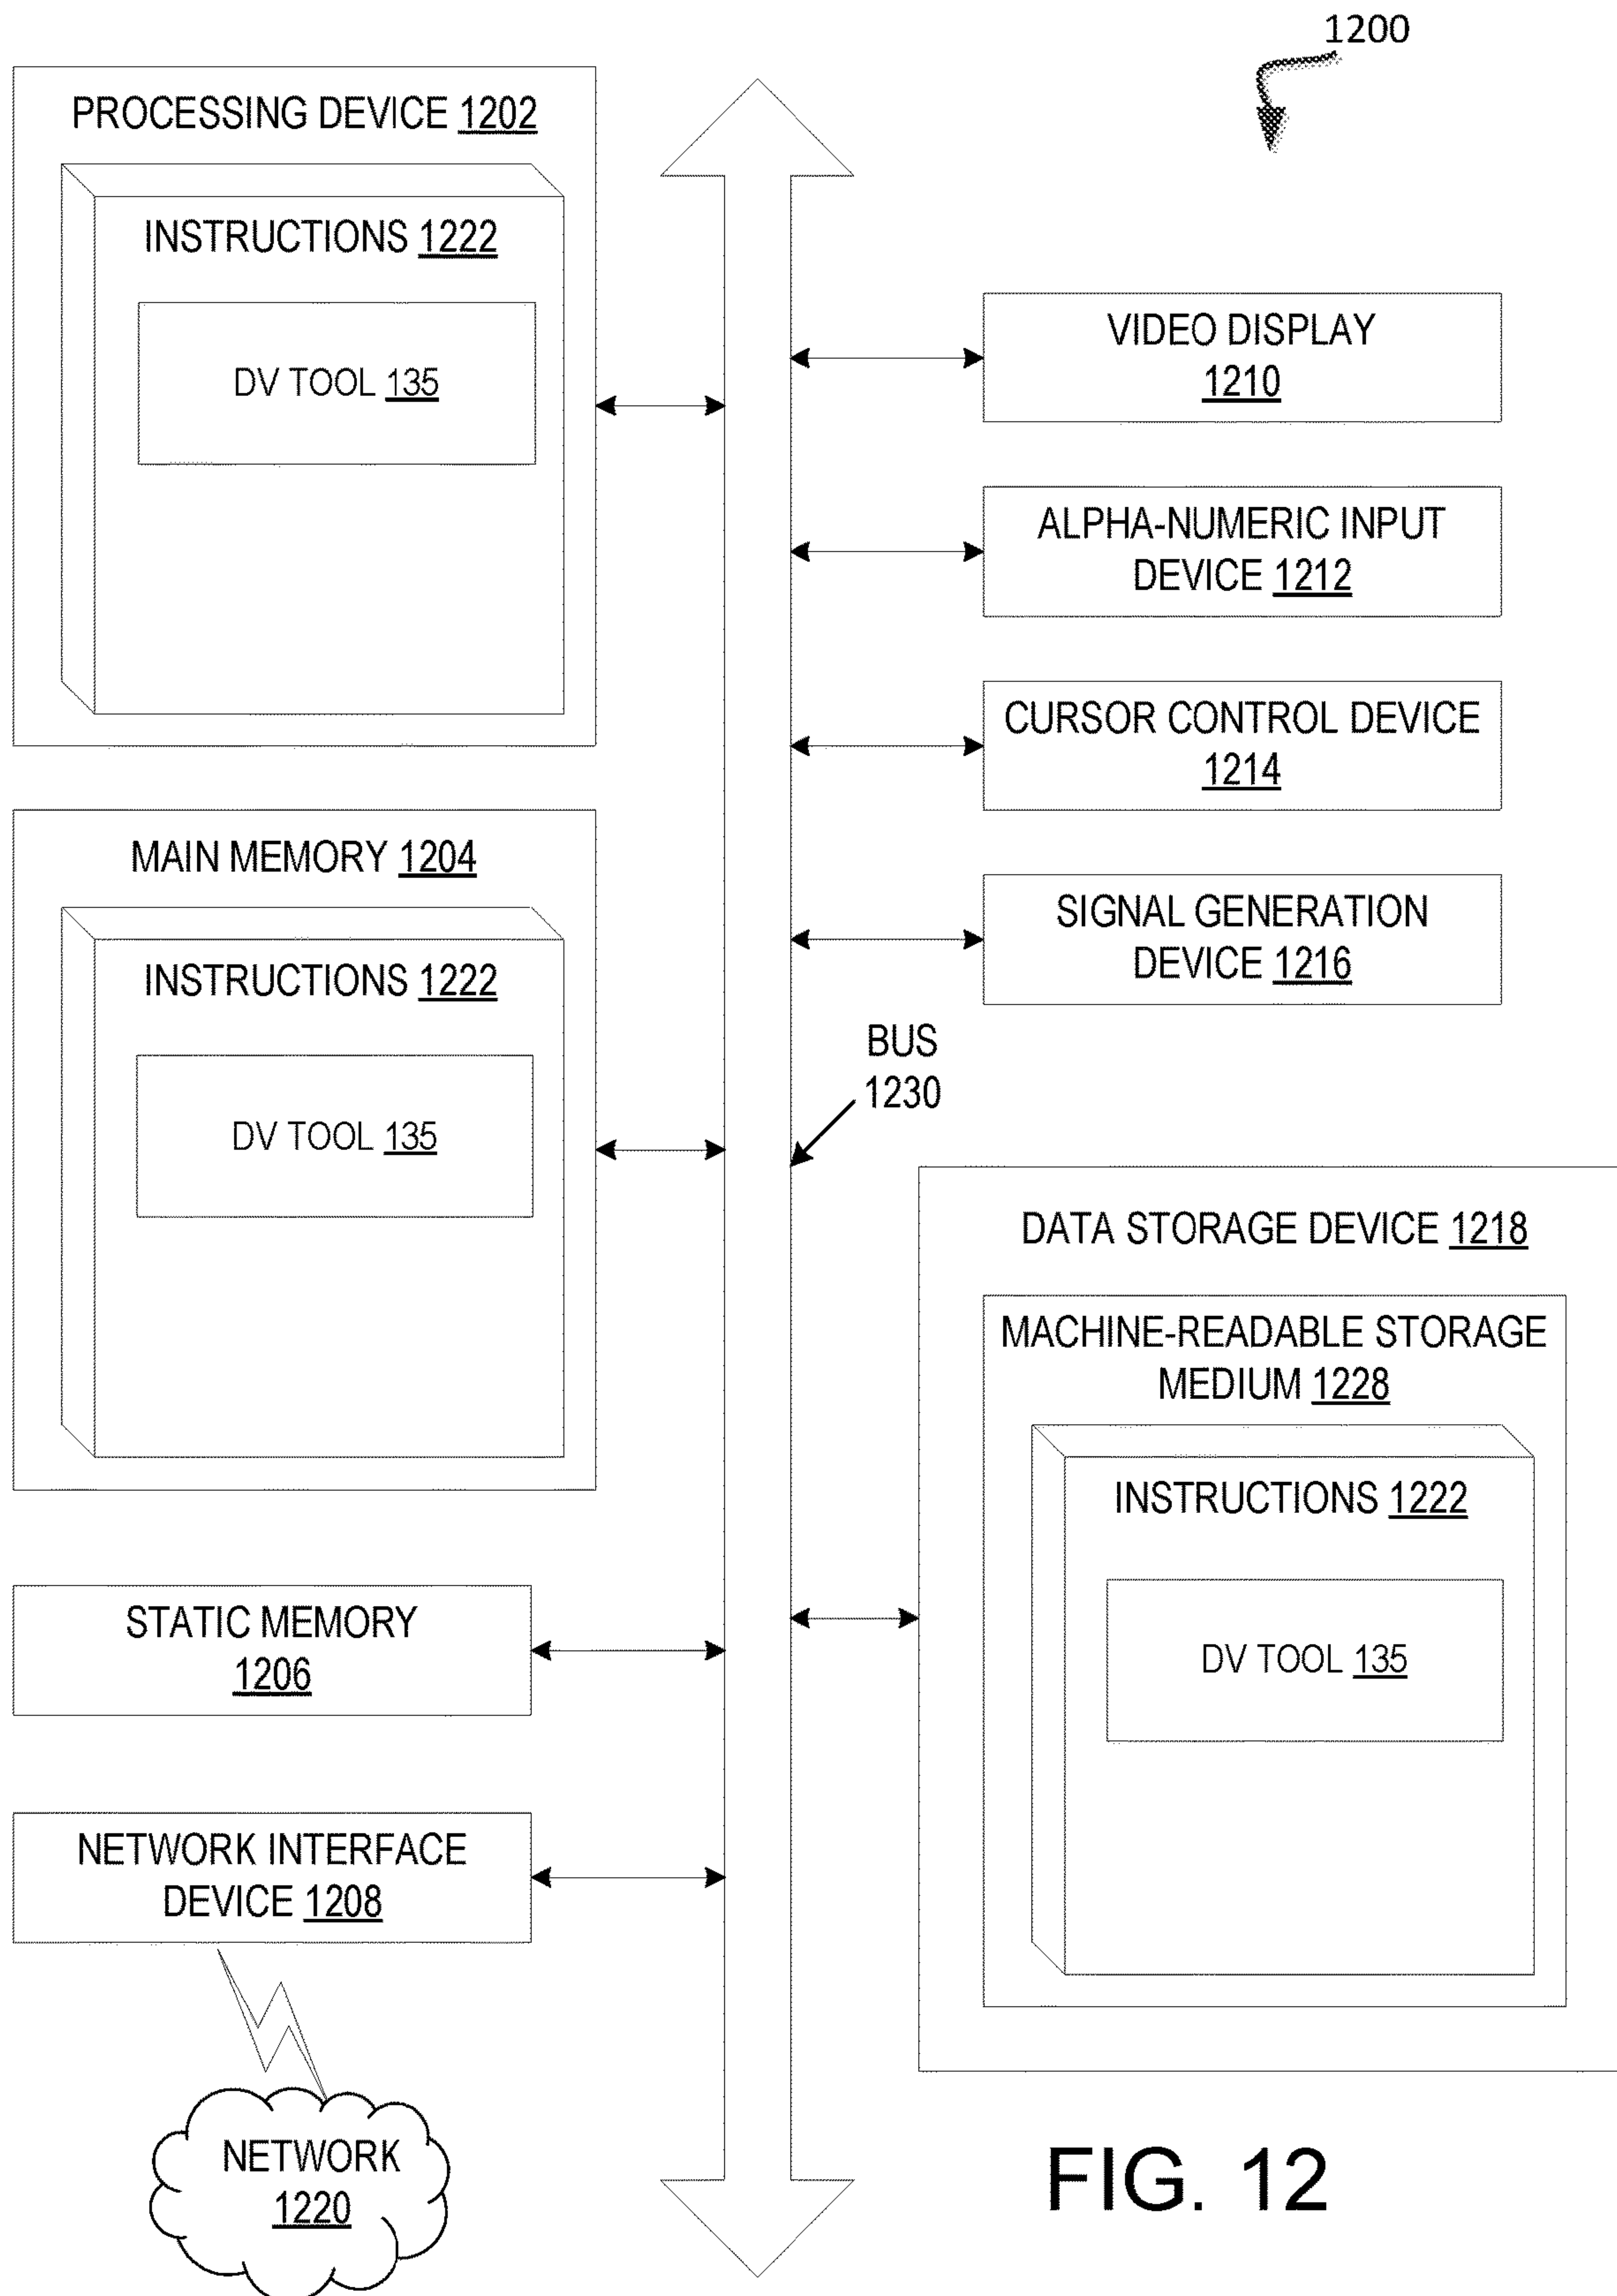 1200
PROCESSING DEVICE 1202
INSTRUCTIONS 1222
DV TOOL 135
MAIN MEMORY 1204
INSTRUCTIONS 1222
DV TOOL 135
STATIC MEMORY
1206
NETWORK INTERFACE
DEVICE 1208
NETWORK
1220
VIDEO DISPLAY
1210
ALPHA-NUMERIC INPUT
DEVICE 1212
CURSOR CONTROL DEVICE
1214
SIGNAL GENERATION
DEVICE 1216
BUS
1230
DATA STORAGE DEVICE 1218
MACHINE-READABLE STORAGE
MEDIUM 1228
INSTRUCTIONS 1222
DV TOOL 135
FIG. 12